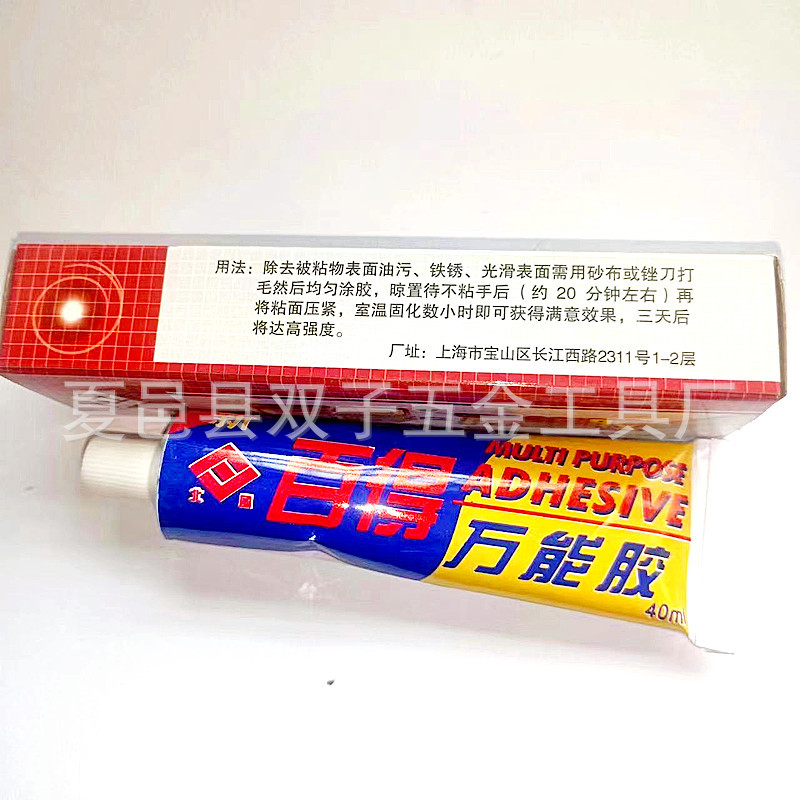 用法：除去被粘物表面油污、铁锈、光滑表面需用砂布或锉刀打
毛然后均匀涂胶，晾置待不粘手后（约 20 分钟左右）再
将粘面压紧，室温固化数小时即可获得满意效果，三天后
将达高强度。
厂址：上海市宝山区长江西路2311号1-2层
夏邑县双子五金工具厂
百得
MULTI PURPOSE
ADHESIVE
万能胶
40ml